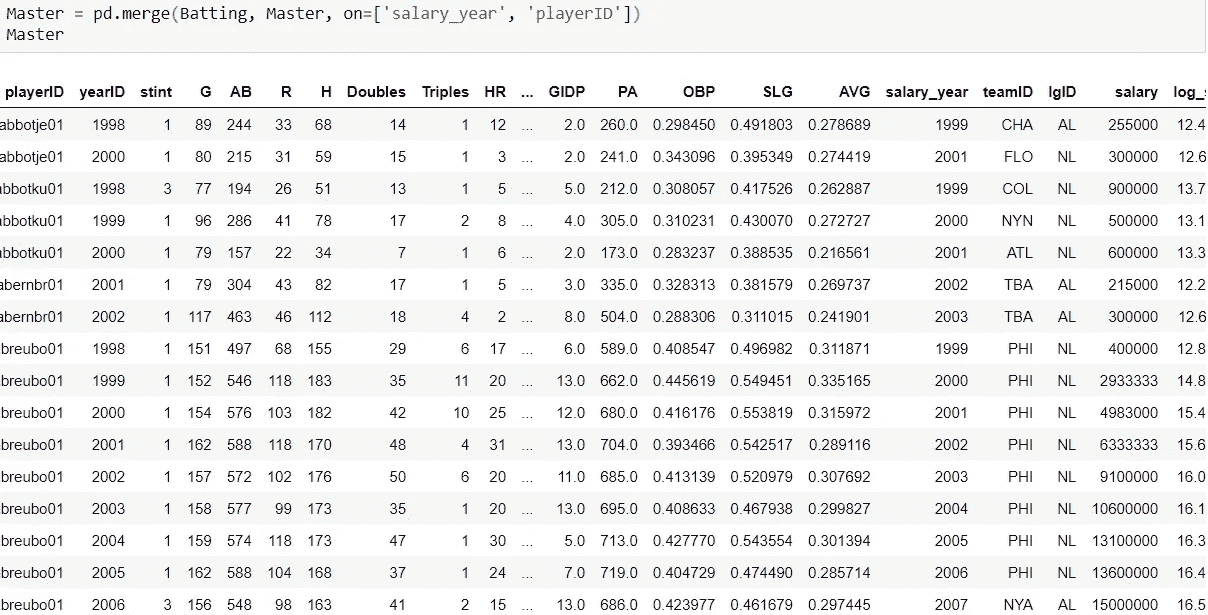 Master = pd.merge(Batting, Master, on=['salary_year', 'playerID'])
Master
playerID yearID stint G AB R H Doubles Triples HR ... GIDP PA OBP SLG AVG salary_year teamID lgID salary log_s
abbotje01 1998 1 89 244 33 68 14 1 12 ... 2.0 260.0 0.298450 0.491803 0.278689 1999 CHA AL 255000 12.4
abbotje01 2000 1 80 215 31 59 15 1 3 ... 2.0 241.0 0.343096 0.395349 0.274419 2001 FLO NL 300000 12.6
abbotku01 1998 3 77 194 26 51 13 1 5 ... 5.0 212.0 0.308057 0.417526 0.262887 1999 COL NL 900000 13.7
abbotku01 1999 1 96 286 41 78 17 2 8 ... 4.0 305.0 0.310231 0.430070 0.272727 2000 NYN NL 500000 13.1
abbotku01 2000 1 79 157 22 34 7 1 6 ... 2.0 173.0 0.283237 0.388535 0.216561 2001 ATL NL 600000 13.3
abernbr01 2001 1 79 304 43 82 17 1 5 ... 3.0 335.0 0.328313 0.381579 0.269737 2002 TBA AL 215000 12.2
abernbr01 2002 1 117 463 46 112 18 4 2 ... 8.0 504.0 0.288306 0.311015 0.241901 2003 TBA AL 300000 12.6
breubo01 1998 1 151 497 68 155 29 6 17 ... 6.0 589.0 0.408547 0.496982 0.311871 1999 PHI NL 400000 12.8
breubo01 1999 1 152 546 118 183 35 11 20 ... 13.0 662.0 0.445619 0.549451 0.335165 2000 PHI NL 2933333 14.8
breubo01 2000 1 154 576 103 182 42 10 25 ... 12.0 680.0 0.416176 0.553819 0.315972 2001 PHI NL 4983000 15.4
breubo01 2001 1 162 588 118 170 48 4 31 ... 13.0 704.0 0.393466 0.542517 0.289116 2002 PHI NL 6333333 15.6
breubo01 2002 1 157 572 102 176 50 6 20 ... 11.0 685.0 0.413139 0.520979 0.307692 2003 PHI NL 9100000 16.0
breubo01 2003 1 158 577 99 173 35 1 20 ... 13.0 695.0 0.408633 0.467938 0.299827 2004 PHI NL 10600000 16.1
breubo01 2004 1 159 574 118 173 47 1 30 ... 5.0 713.0 0.427770 0.543554 0.301394 2005 PHI NL 13100000 16.3
breubo01 2005 1 162 588 104 168 37 1 24 ... 7.0 719.0 0.404729 0.474490 0.285714 2006 PHI NL 13600000 16.4
breubo01 2006 3 156 548 98 163 41 2 15 ... 13.0 686.0 0.423977 0.461679 0.297445 2007 NYA AL 15000000 16.5